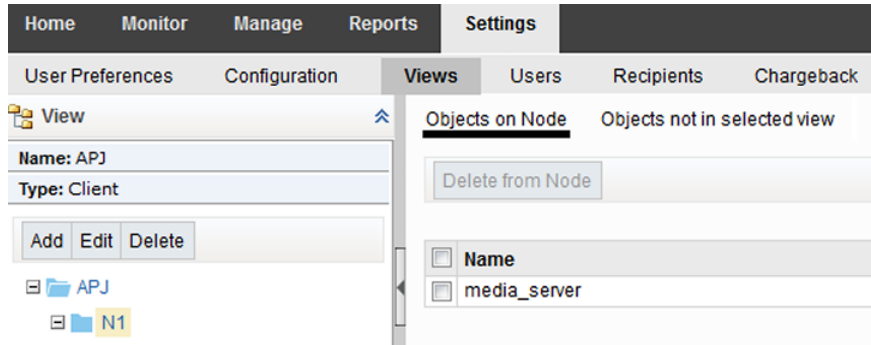 Home Monitor Manage Reports Settings
User Preferences Configuration Views Users Recipients Chargeback
View
Name: APJ
Type: Client
Add Edit Delete
APJ
N1
Objects on Node Objects not in selected view
Delete from Node
Name
media_server